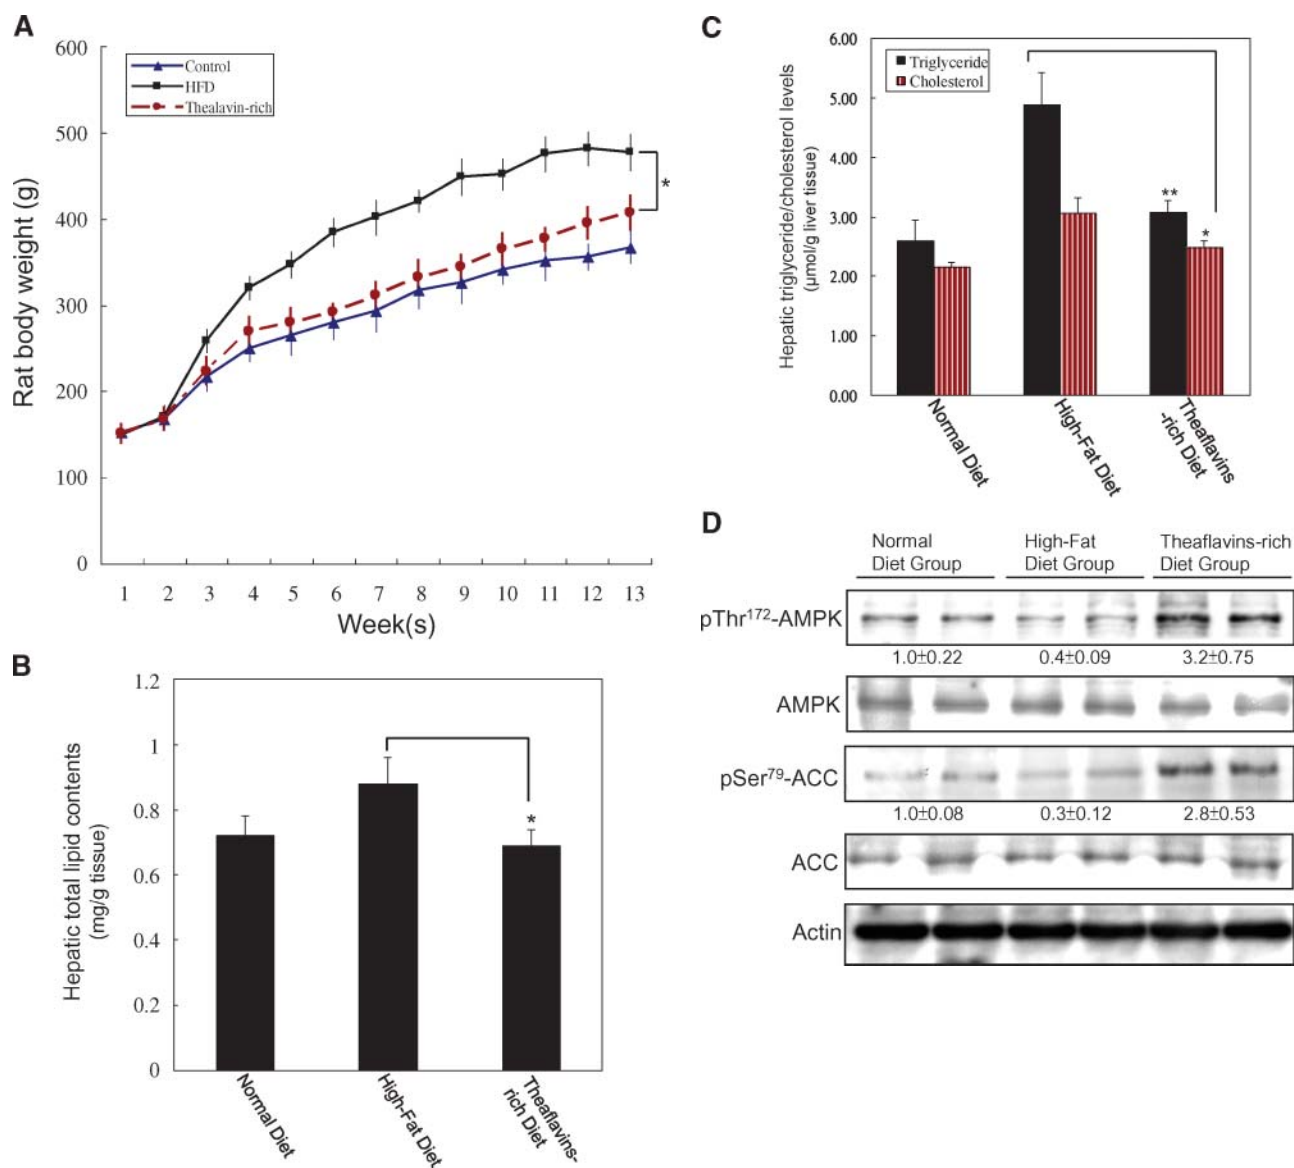 A
600
500
400
300
200
100
0
Control
HFD
Thealavin-rich
*
Rat body weight (g)
1 2 3 4 5 6 7 8 9 10 11 12 13
Week(s)
B
1.2
1
0.8
0.6
0.4
0.2
0
*
Hepatic total lipid contents
(mg/g tissue)
Normal Diet
High-Fat Diet
Theaflavins-
rich Diet
C
6.00
5.00
4.00
3.00
2.00
1.00
0.00
Triglyceride
Cholesterol
**
*
Hepatic triglyceride/cholesterol levels
(µmol/g liver tissue)
Normal Diet
High-Fat Diet
Theaflavins
-rich Diet
D
Normal
Diet Group
High-Fat
Diet Group
Theaflavins-rich
Diet Group
pThr172-AMPK
1.0±0.22 0.4±0.09 3.2±0.75
AMPK
pSer79-ACC
1.0±0.08 0.3±0.12 2.8±0.53
ACC
Actin